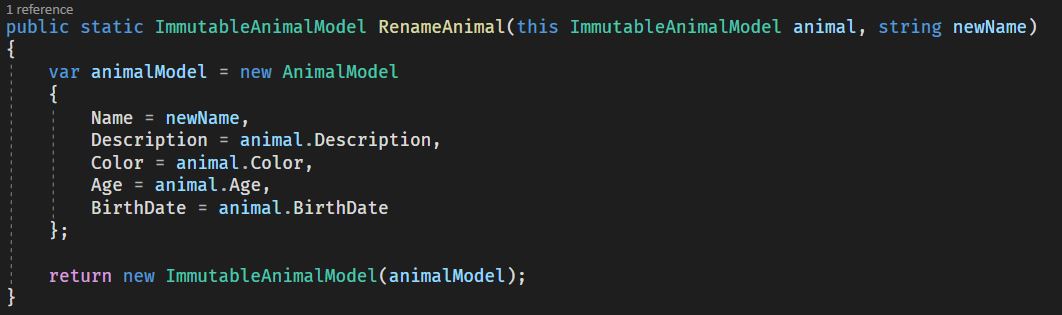 1 reference
public static ImmutableAnimalModel RenameAnimal(this ImmutableAnimalModel animal, string newName)
{
    var animalModel = new AnimalModel
    {
        Name = newName,
        Description = animal.Description,
        Color = animal.Color,
        Age = animal.Age,
        BirthDate = animal.BirthDate
    };

    return new ImmutableAnimalModel(animalModel);
}